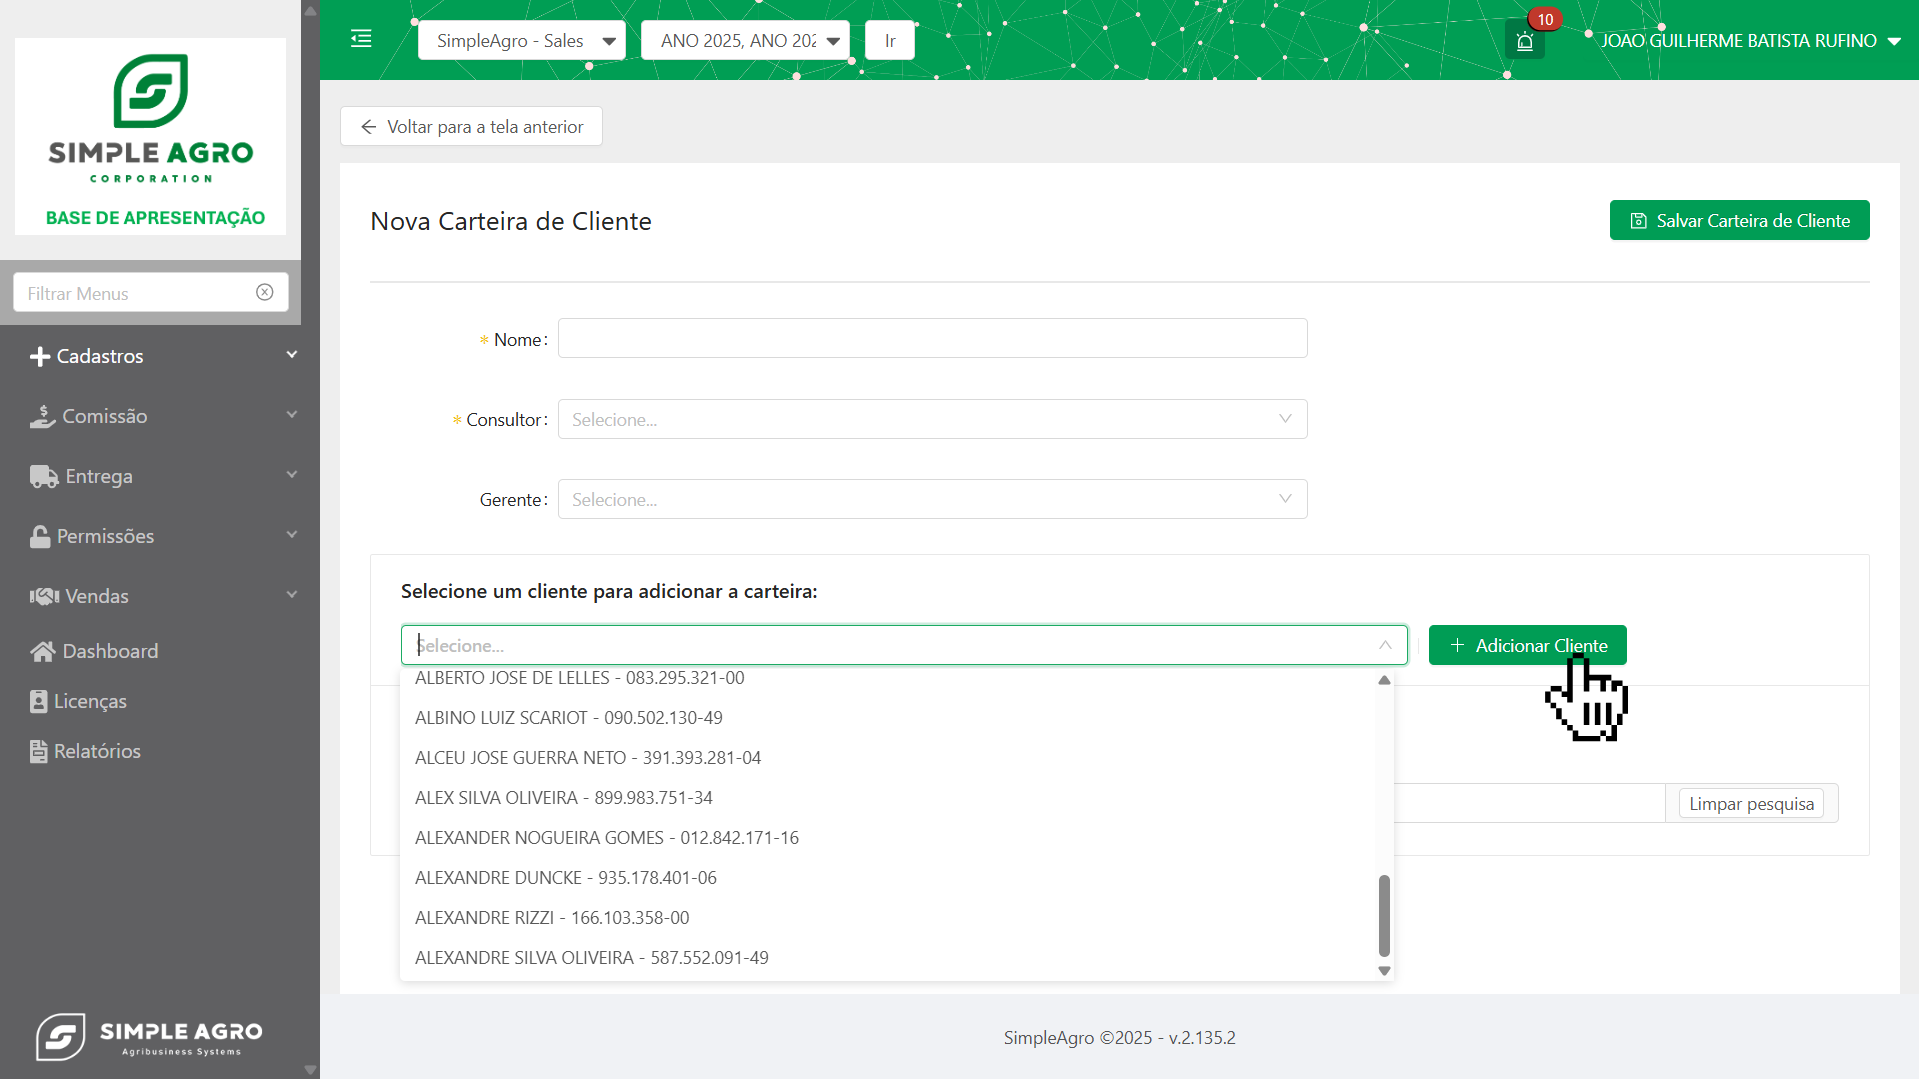 SIMPLE AGRO
CORPORATION
BASE DE APRESENTAÇÃO
Filtrar Menus
Cadastros
Comissão
Entrega
Permissões
Vendas
Dashboard
Licenças
Relatórios
SIMPLE AGRO
Agribusiness Systems
SimpleAgro - Sales
ANO 2025, ANO 202
Ir
10
JOAO GUILHERME BATISTA RUFINO
Voltar para a tela anterior
Nova Carteira de Cliente
Salvar Carteira de Cliente
* Nome:
* Consultor:
Selecione...
Gerente:
Selecione...
Selecione um cliente para adicionar a carteira:
Selecione...
Adicionar Cliente
ALBERTO JOSE DE LELLES - 083.295.321-00
ALBINO LUIZ SCARIOT - 090.502.130-49
ALCEU JOSE GUERRA NETO - 391.393.281-04
ALEX SILVA OLIVEIRA - 899.983.751-34
ALEXANDER NOGUEIRA GOMES - 012.842.171-16
ALEXANDRE DUNCKE - 935.178.401-06
ALEXANDRE RIZZI - 166.103.358-00
ALEXANDRE SILVA OLIVEIRA - 587.552.091-49
Limpar pesquisa
SimpleAgro ©2025 - v.2.135.2